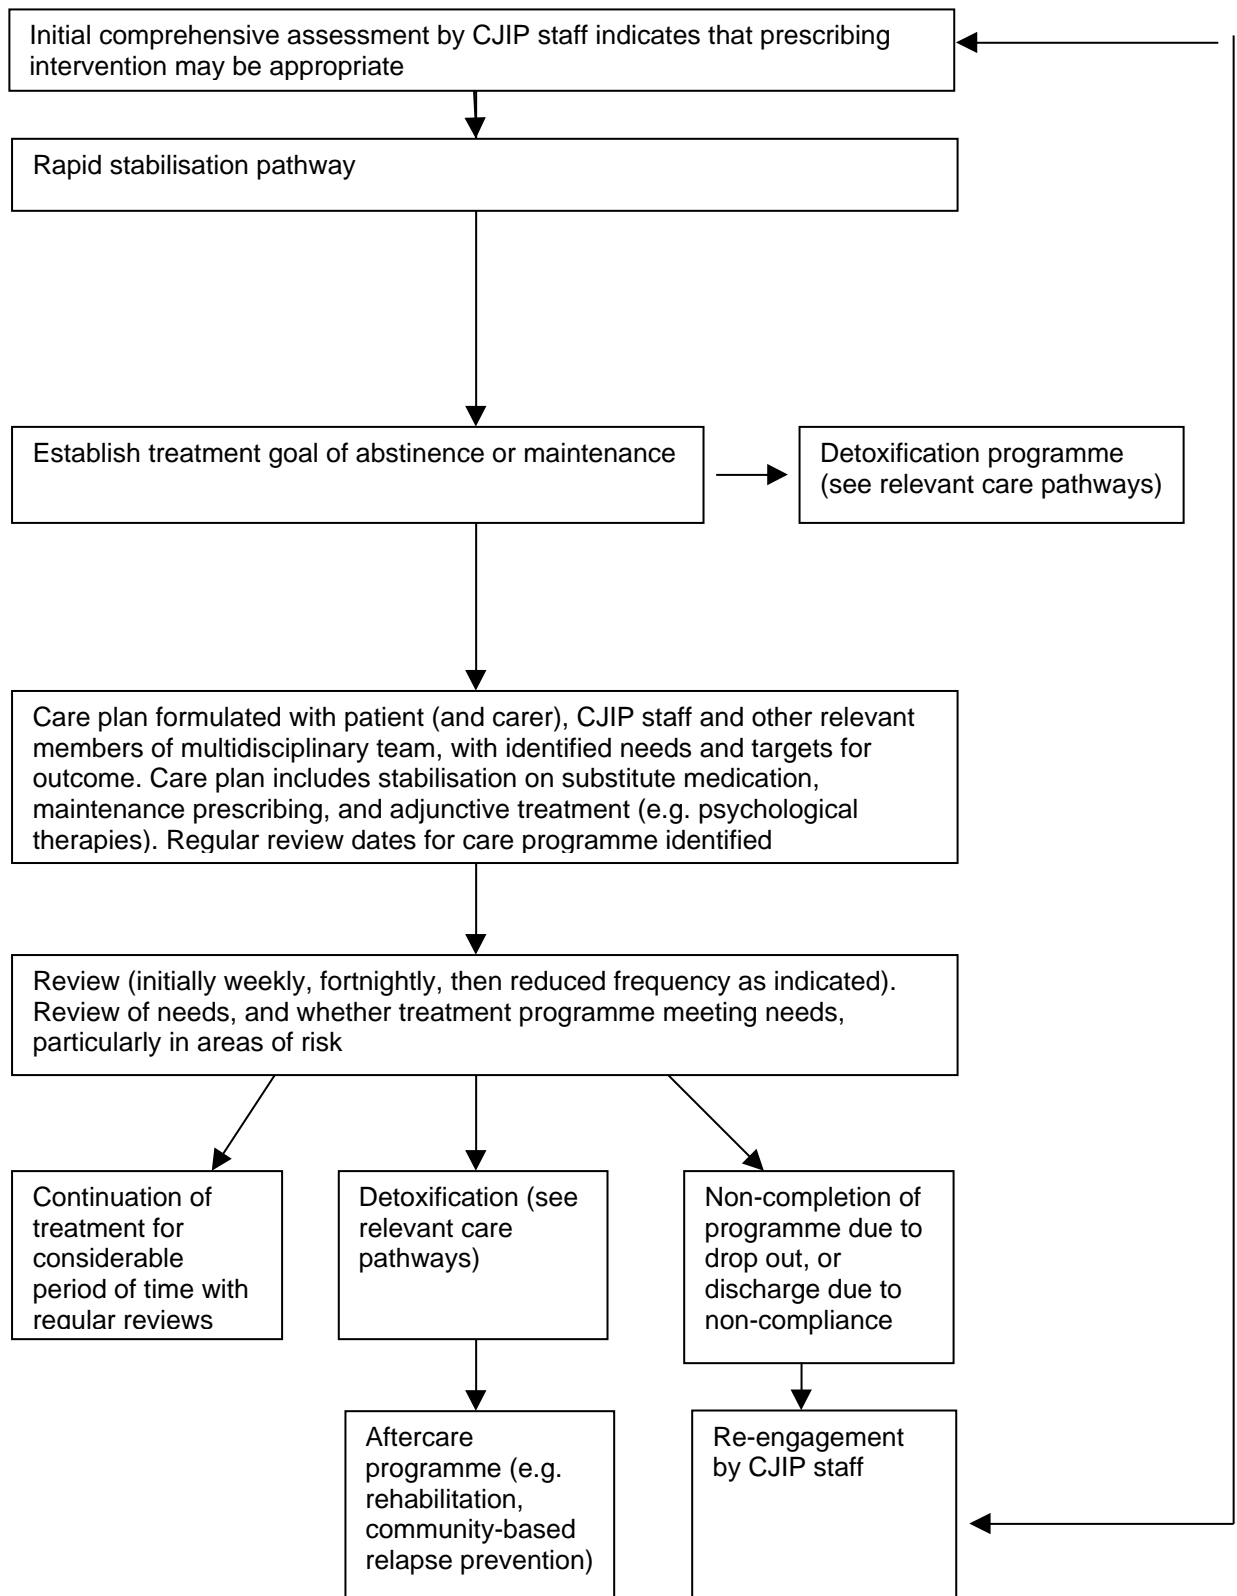 Initial comprehensive assessment by CJIP staff indicates that prescribing
intervention may be appropriate
Rapid stabilisation pathway
Establish treatment goal of abstinence or maintenance
Detoxification programme
(see relevant care pathways)
Care plan formulated with patient (and carer), CJIP staff and other relevant
members of multidisciplinary team, with identified needs and targets for
outcome. Care plan includes stabilisation on substitute medication,
maintenance prescribing, and adjunctive treatment (e.g. psychological
therapies). Regular review dates for care programme identified
Review (initially weekly, fortnightly, then reduced frequency as indicated).
Review of needs, and whether treatment programme meeting needs,
particularly in areas of risk
Continuation of
treatment for
considerable
period of time with
regular reviews
Detoxification (see
relevant care
pathways)
Non-completion of
programme due to
drop out, or
discharge due to
non-compliance
Aftercare
programme (e.g.
rehabilitation,
community-based
relapse prevention)
Re-engagement
by CJIP staff